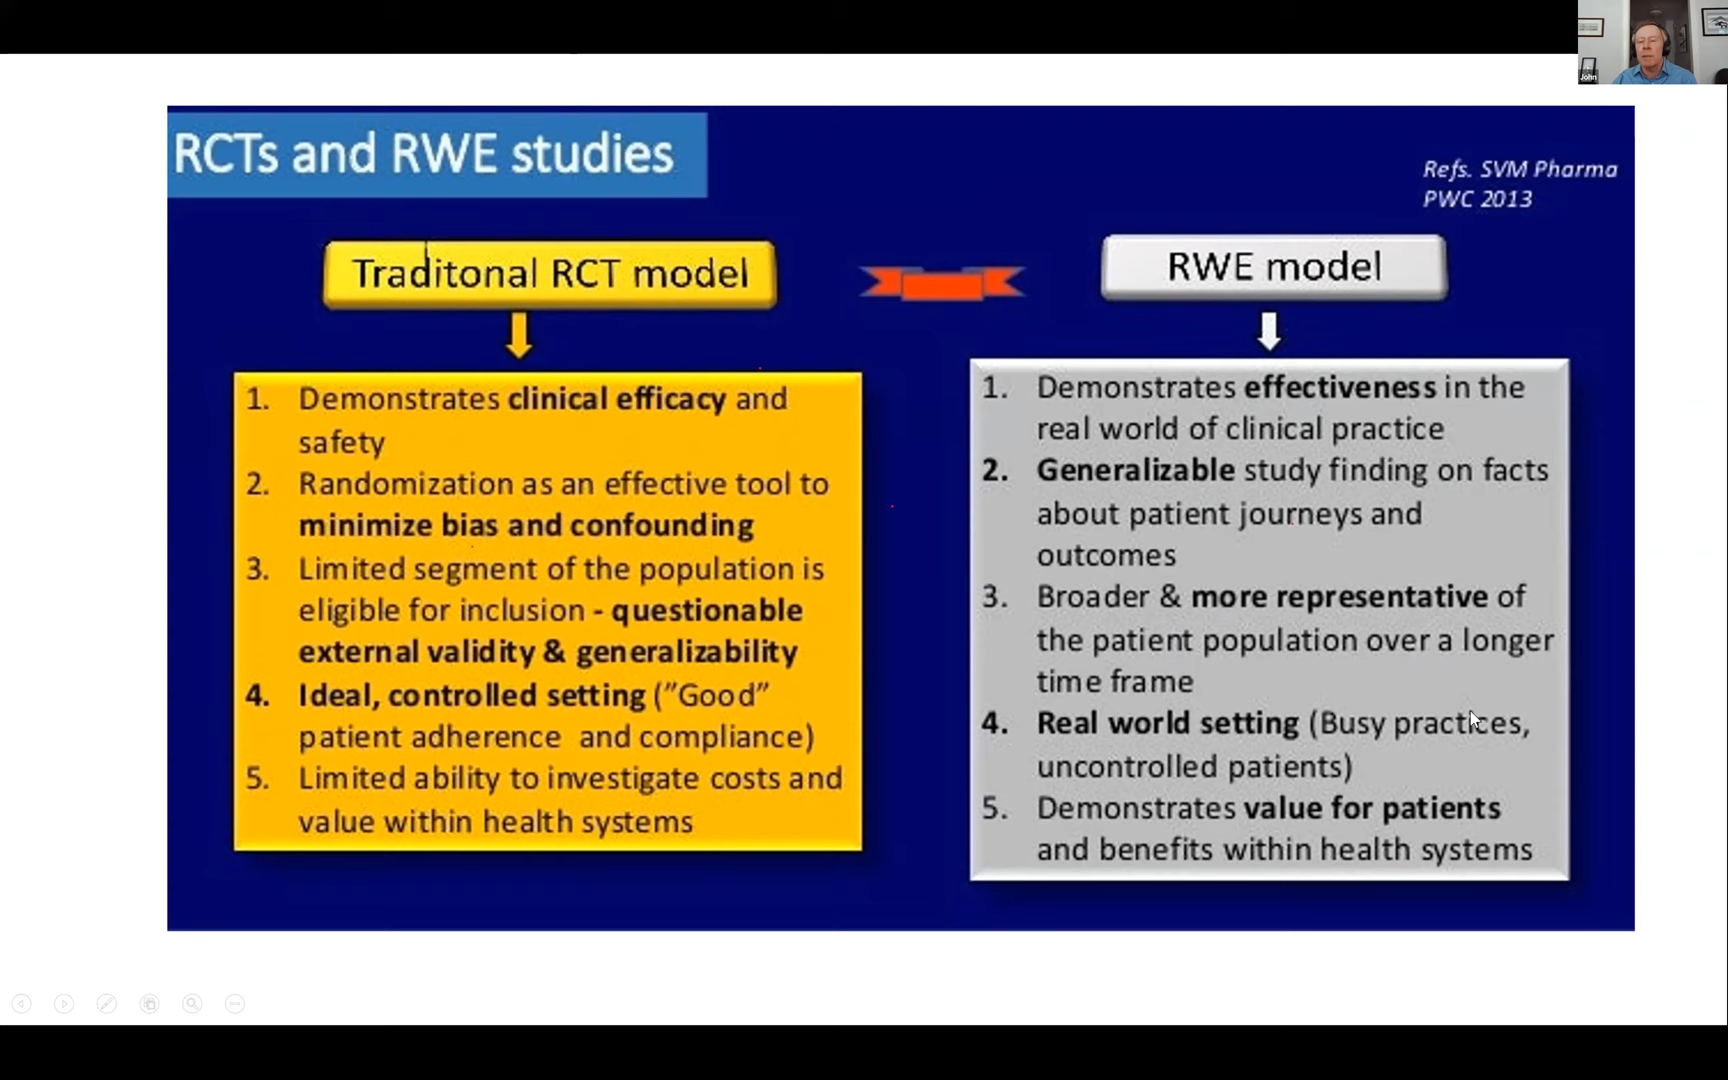 John
RCTs and RWE studies
Refs. SVM Pharma
PWC 2013
Traditonal RCT model
RWE model
1. Demonstrates clinical efficacy and
safety
2. Randomization as an effective tool to
minimize bias and confounding
3. Limited segment of the population is
eligible for inclusion - questionable
external validity & generalizability
4. Ideal, controlled setting ("Good"
patient adherence and compliance)
5. Limited ability to investigate costs and
value within health systems
1. Demonstrates effectiveness in the
real world of clinical practice
2. Generalizable study finding on facts
about patient journeys and
outcomes
3. Broader & more representative of
the patient population over a longer
time frame
4. Real world setting (Busy practices,
uncontrolled patients)
5. Demonstrates value for patients
and benefits within health systems